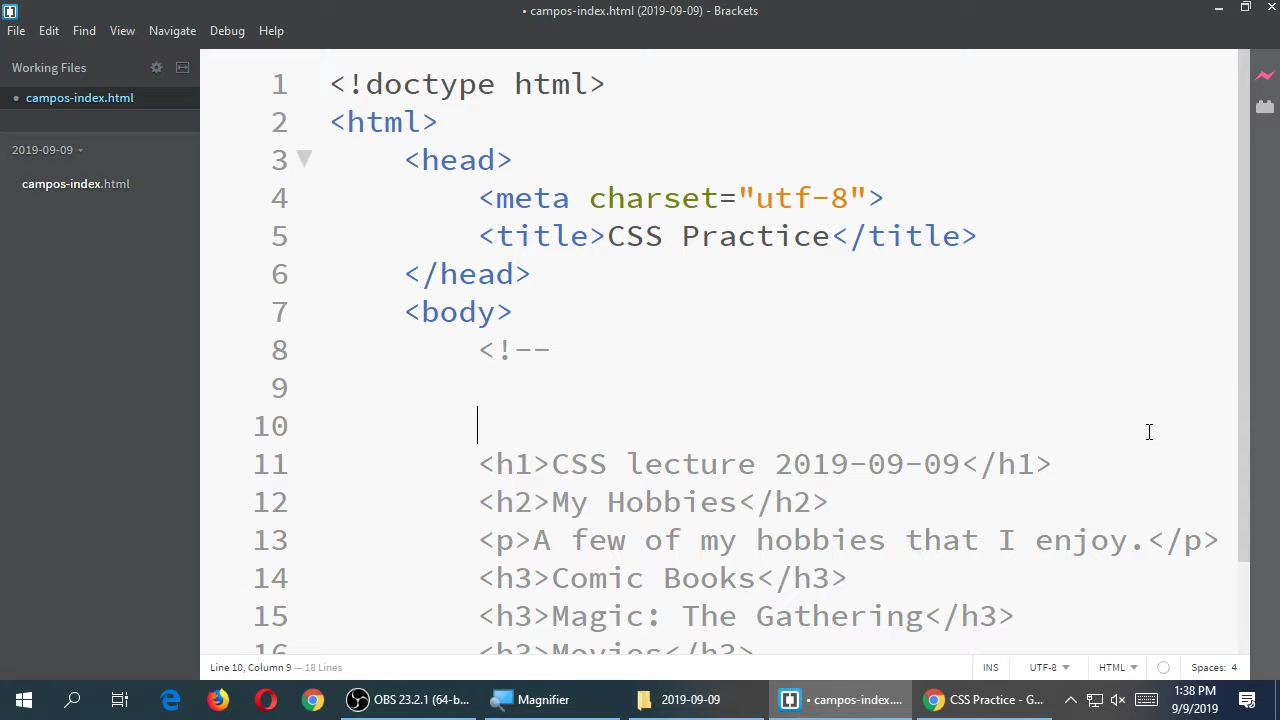 • campos-index.html (2019-09-09) - Brackets
File Edit Find View Navigate Debug Help
Working Files
• campos-index.html
2019-09-09
campos-index.html
1 <!doctype html>
2 <html>
3 <head>
4 <meta charset="utf-8">
5 <title>CSS Practice</title>
6 </head>
7 <body>
8 <!--
9
10
11 <h1>CSS lecture 2019-09-09</h1>
12 <h2>My Hobbies</h2>
13 <p>A few of my hobbies that I enjoy.</p>
14 <h3>Comic Books</h3>
15 <h3>Magic: The Gathering</h3>
16 <h3>Movies</h3>
Line 10, Column 9 — 18 Lines INS UTF-8 HTML Spaces: 4
OBS 23.2.1 (64-b... Magnifier 2019-09-09 • campos-index.... CSS Practice - G... 1:38 PM
9/9/2019